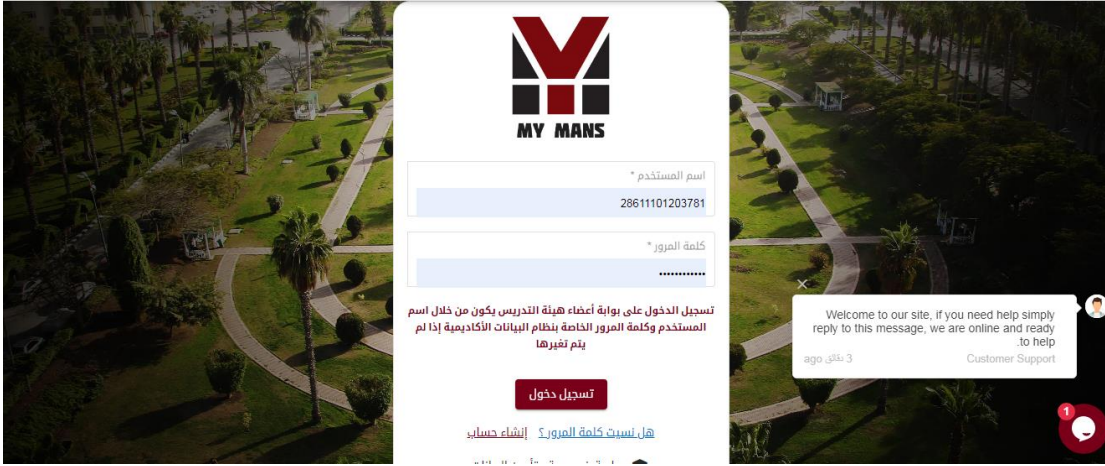 MY MANS
اسم المستخدم *
28611101203781
كلمة المرور *
••••••••••••
تسجيل الدخول على بوابة أعضاء هيئة التدريس يكون من خلال اسم
المستخدم وكلمة المرور الخاصة بنظام البيانات الأكاديمية إذا لم
يتم تغيرها
تسجيل دخول
هل نسيت كلمة المرور ؟ إنشاء حساب
Welcome to our site, if you need help simply
reply to this message, we are online and ready
.to help
ago دقائق 3
Customer Support
1